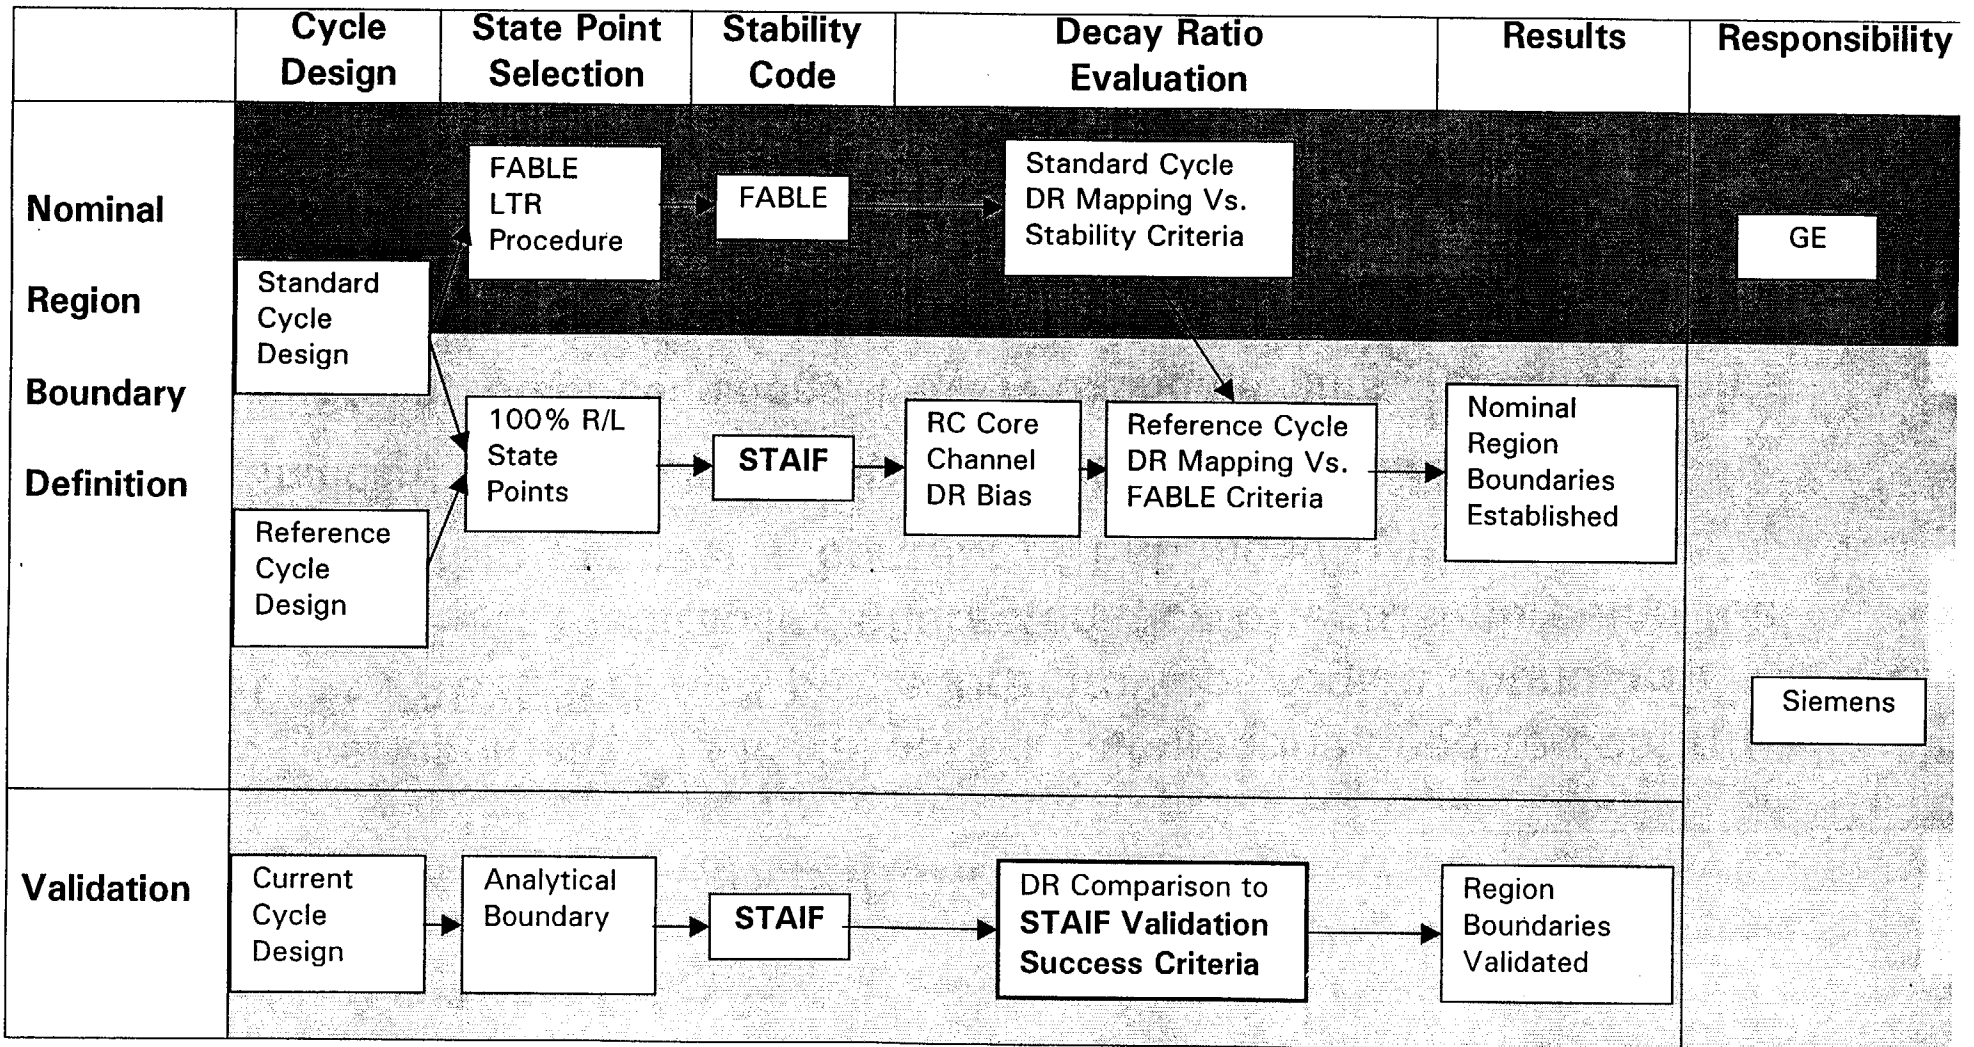 Cycle
Design
State Point
Selection
Stability
Code
Decay Ratio
Evaluation
Results
Responsibility
Nominal
Region
Boundary
Definition
Standard
Cycle
Design
FABLE
LTR
Procedure
FABLE
Standard Cycle
DR Mapping Vs.
Stability Criteria
GE
Reference
Cycle
Design
100% R/L
State
Points
STAIF
RC Core
Channel
DR Bias
Reference Cycle
DR Mapping Vs.
FABLE Criteria
Nominal
Region
Boundaries
Established
Siemens
Validation
Current
Cycle
Design
Analytical
Boundary
STAIF
DR Comparison to
STAIF Validation
Success Criteria
Region
Boundaries
Validated